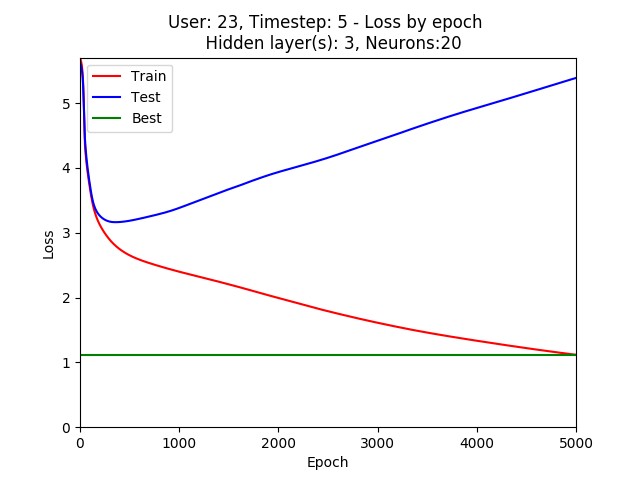 User: 23, Timestep: 5 - Loss by epoch
Hidden layer(s): 3, Neurons:20
Train
Test
Best
Loss
5
4
3
2
1
0
0 1000 2000 3000 4000 5000
Epoch